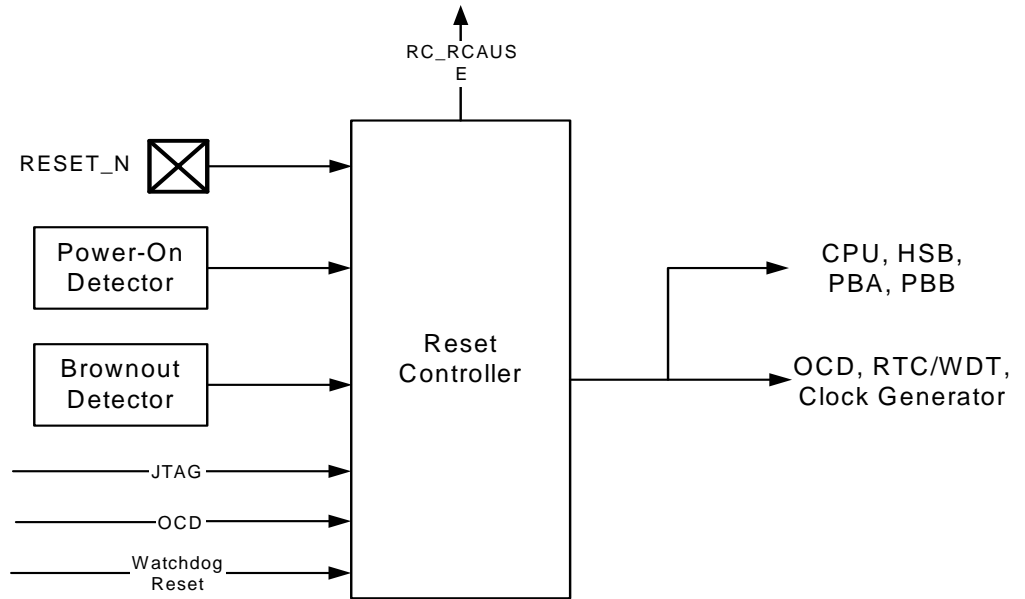 RC_RCAUS
E
RESET_N
Power-On
Detector
Brownout
Detector
JTAG
OCD
Watchdog
Reset
Reset
Controller
CPU, HSB,
PBA, PBB
OCD, RTC/WDT,
Clock Generator